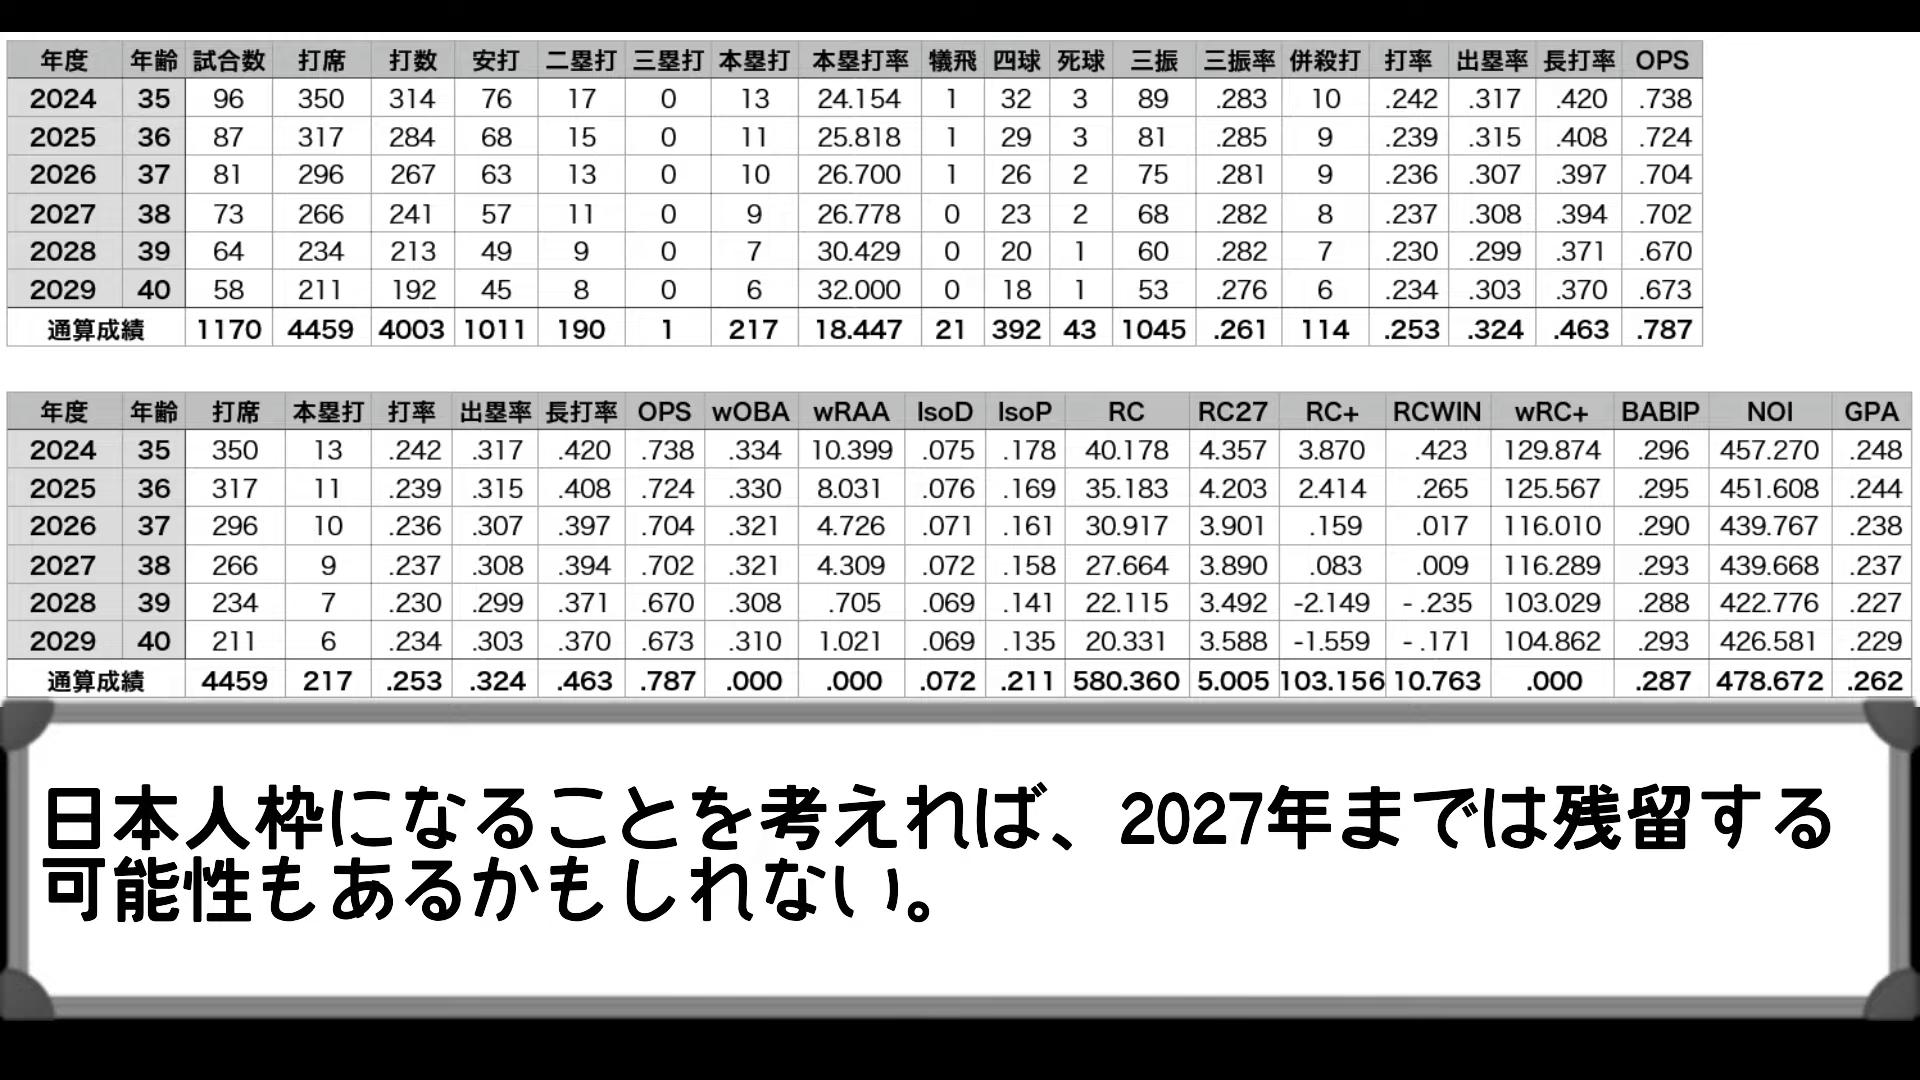 年度 年齢 試合数 打席 打数 安打 二塁打 三塁打 本塁打 本塁打率 犠飛 四球 死球 三振 三振率 併殺打 打率 出塁率 長打率 OPS
2024 35 96 350 314 76 17 0 13 24.154 1 32 3 89 .283 10 .242 .317 .420 .738
2025 36 87 317 284 68 15 0 11 25.818 1 29 3 81 .285 9 .239 .315 .408 .724
2026 37 81 296 267 63 13 0 10 26.700 1 26 2 75 .281 9 .236 .307 .397 .704
2027 38 73 266 241 57 11 0 9 26.778 0 23 2 68 .282 8 .237 .308 .394 .702
2028 39 64 234 213 49 9 0 7 30.429 0 20 1 60 .282 7 .230 .299 .371 .670
2029 40 58 211 192 45 8 0 6 32.000 0 18 1 53 .276 6 .234 .303 .370 .673
通算成績 1170 4459 4003 1011 190 1 217 18.447 21 392 43 1045 .261 114 .253 .324 .463 .787
年度 年齢 打席 本塁打 打率 出塁率 長打率 OPS wOBA wRAA IsoD IsoP RC RC27 RC+ RCWIN wRC+ BABIP NOI GPA
2024 35 350 13 .242 .317 .420 .738 .334 10.399 .075 .178 40.178 4.357 3.870 .423 129.874 .296 457.270 .248
2025 36 317 11 .239 .315 .408 .724 .330 8.031 .076 .169 35.183 4.203 2.414 .265 125.567 .295 451.608 .244
2026 37 296 10 .236 .307 .397 .704 .321 4.726 .071 .161 30.917 3.901 .159 .017 116.010 .290 439.767 .238
2027 38 266 9 .237 .308 .394 .702 .321 4.309 .072 .158 27.664 3.890 .083 .009 116.289 .293 439.668 .237
2028 39 234 7 .230 .299 .371 .670 .308 .705 .069 .141 22.115 3.492 -2.149 - .235 103.029 .288 422.776 .227
2029 40 211 6 .234 .303 .370 .673 .310 1.021 .069 .135 20.331 3.588 -1.559 - .171 104.862 .293 426.581 .229
通算成績 4459 217 .253 .324 .463 .787 .000 .000 .072 .211 580.360 5.005 103.156 10.763 .000 .287 478.672 .262
日本人枠になることを考えれば、2027年までは残留する
可能性もあるかもしれない。